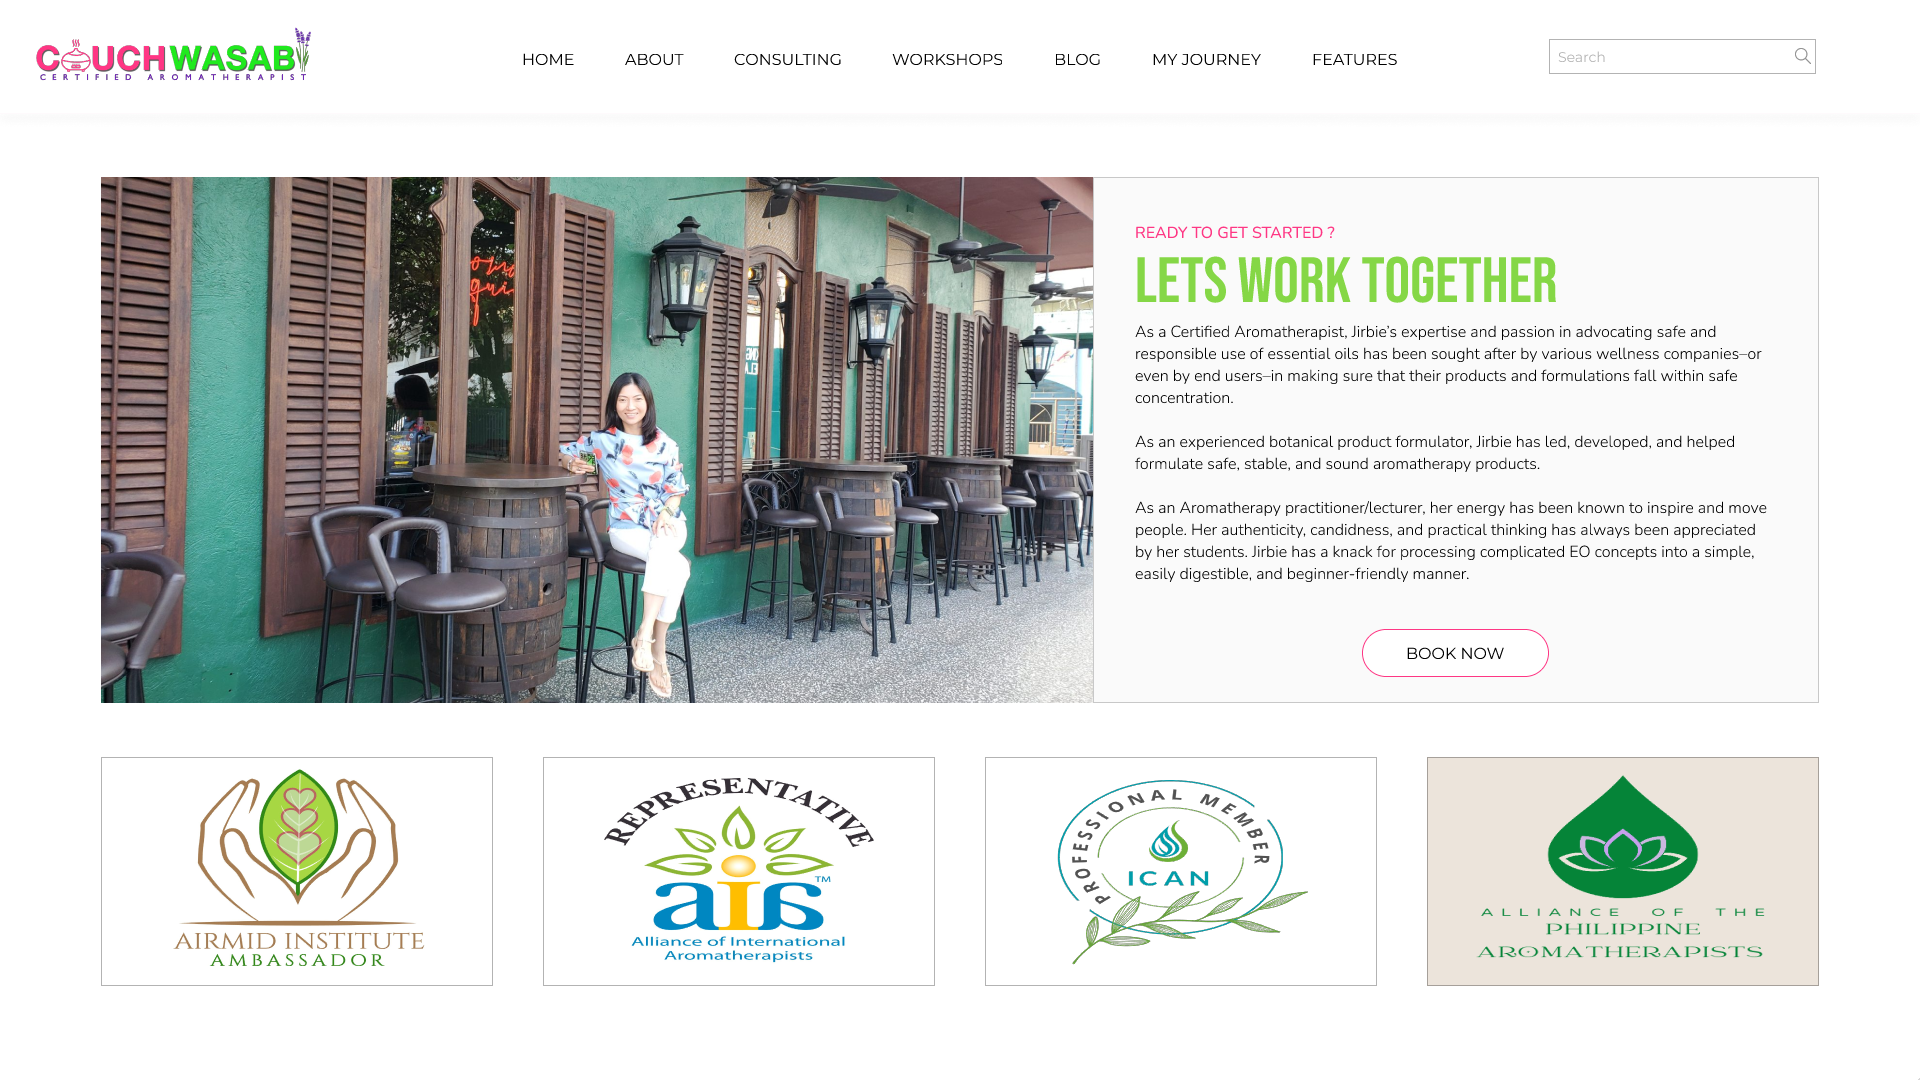 COUCHWASABI
CERTIFIED AROMATHERAPIST
HOME
ABOUT
CONSULTING
WORKSHOPS
BLOG
MY JOURNEY
FEATURES
Search
READY TO GET STARTED ?
LETS WORK TOGETHER
As a Certified Aromatherapist, Jirbie's expertise and passion in advocating safe and
responsible use of essential oils has been sought after by various wellness companies–or
even by end users–in making sure that their products and formulations fall within safe
concentration.
As an experienced botanical product formulator, Jirbie has led, developed, and helped
formulate safe, stable, and sound aromatherapy products.
As an Aromatherapy practitioner/lecturer, her energy has been known to inspire and move
people. Her authenticity, candidness, and practical thinking has always been appreciated
by her students. Jirbie has a knack for processing complicated EO concepts into a simple,
easily digestible, and beginner-friendly manner.
BOOK NOW
AIRMID INSTITUTE
AMBASSADOR
REPRESENTATIVE
aia™
Alliance of International
Aromatherapists
PROFESSIONAL MEMBER
ICAN
ALLIANCE OF THE
PHILIPPINE
AROMATHERAPISTS